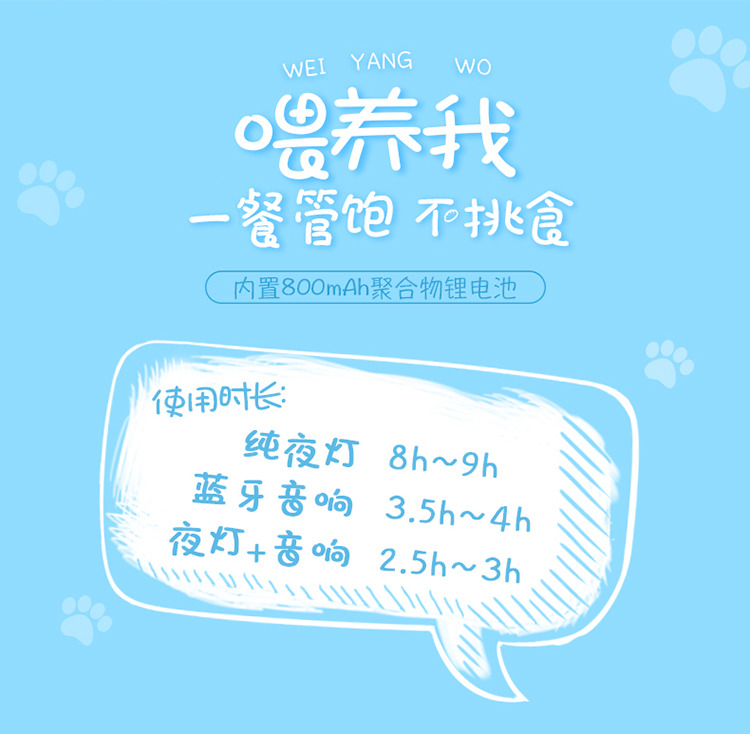 WEI YANG WO
喂养我
一餐管饱 不挑食
内置800mAh聚合物锂电池
使用时长:
纯夜灯 8h~9h
蓝牙音响 3.5h~4h
夜灯+音响 2.5h~3h